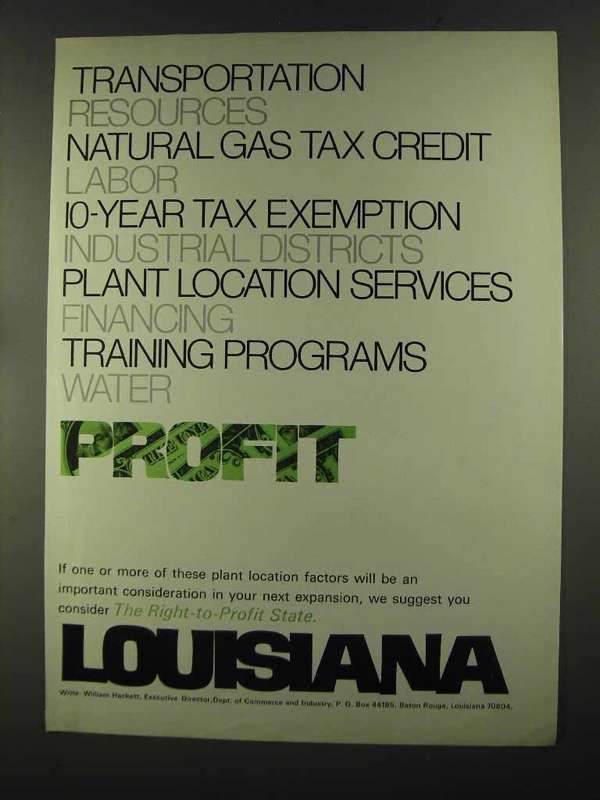 TRANSPORTATION
RESOURCES
NATURAL GAS TAX CREDIT
LABOR
10-YEAR TAX EXEMPTION
INDUSTRIAL DISTRICTS
PLANT LOCATION SERVICES
FINANCING
TRAINING PROGRAMS
WATER
PROFIT
If one or more of these plant location factors will be an
important consideration in your next expansion, we suggest you
consider The Right-to-Profit State.
LOUISIANA
Write: William Hackett, Executive Director, Dept. of Commerce and Industry, P. O. Box 44185, Baton Rouge, Louisiana 70804.